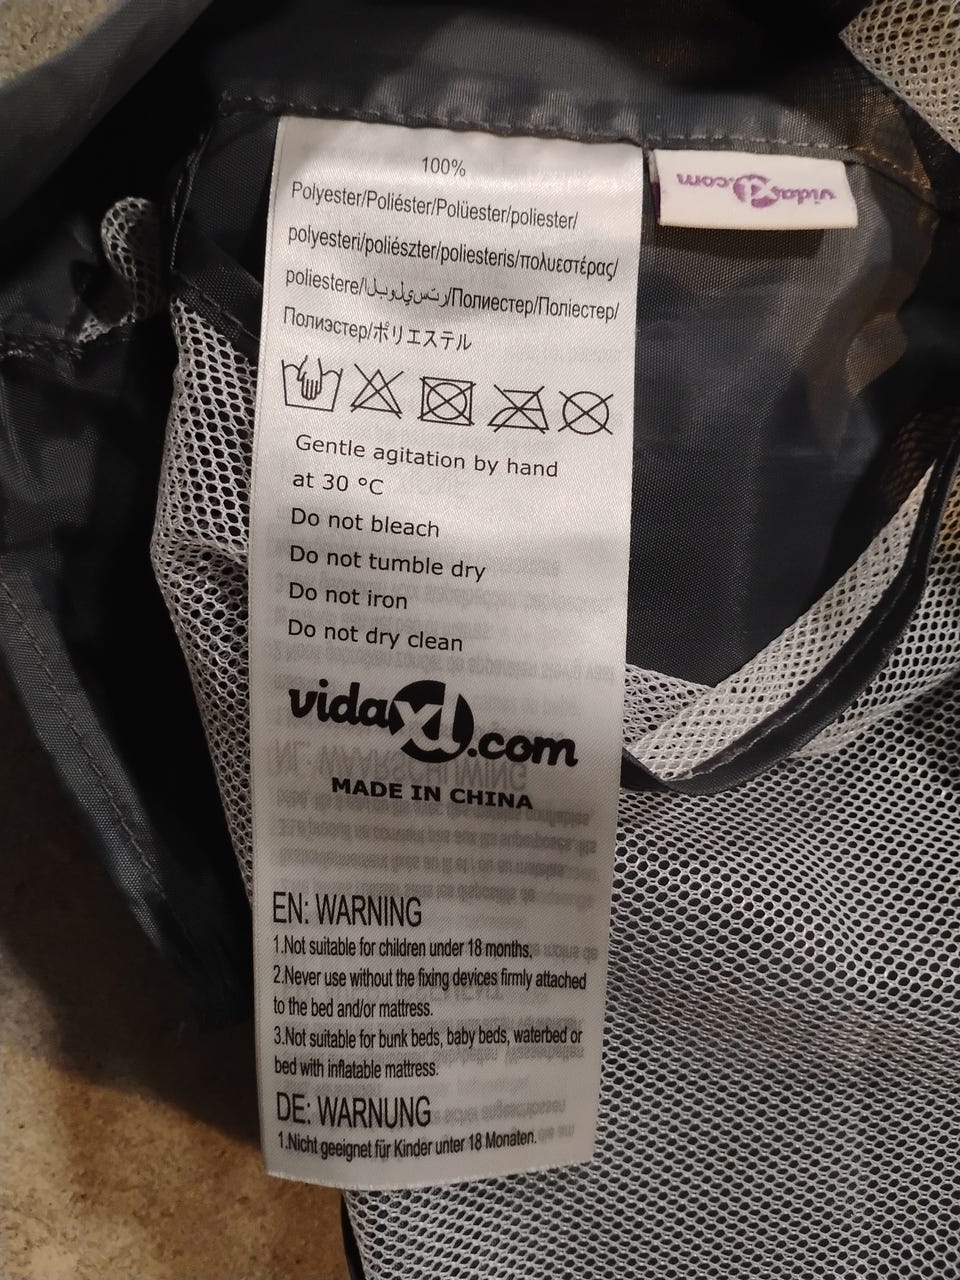 100%
Polyester/Poliéster/Polüester/poliester/
polyesteri/poliészter/poliesteris/πολυεστέρας/
poliestere/البوليستر/Полиестер/Поліестер/
Полиэстер/ポリエステル
Gentle agitation by hand
at 30 °C
Do not bleach
Do not tumble dry
Do not iron
Do not dry clean
vidaXL.com
MADE IN CHINA
EN: WARNING
1.Not suitable for children under 18 months.
2.Never use without the fixing devices firmly attached
to the bed and/or mattress.
3.Not suitable for bunk beds, baby beds, waterbed or
bed with inflatable mattress.
DE: WARNUNG
1.Nicht geeignet für Kinder unter 18 Monaten.
vidaXL.com